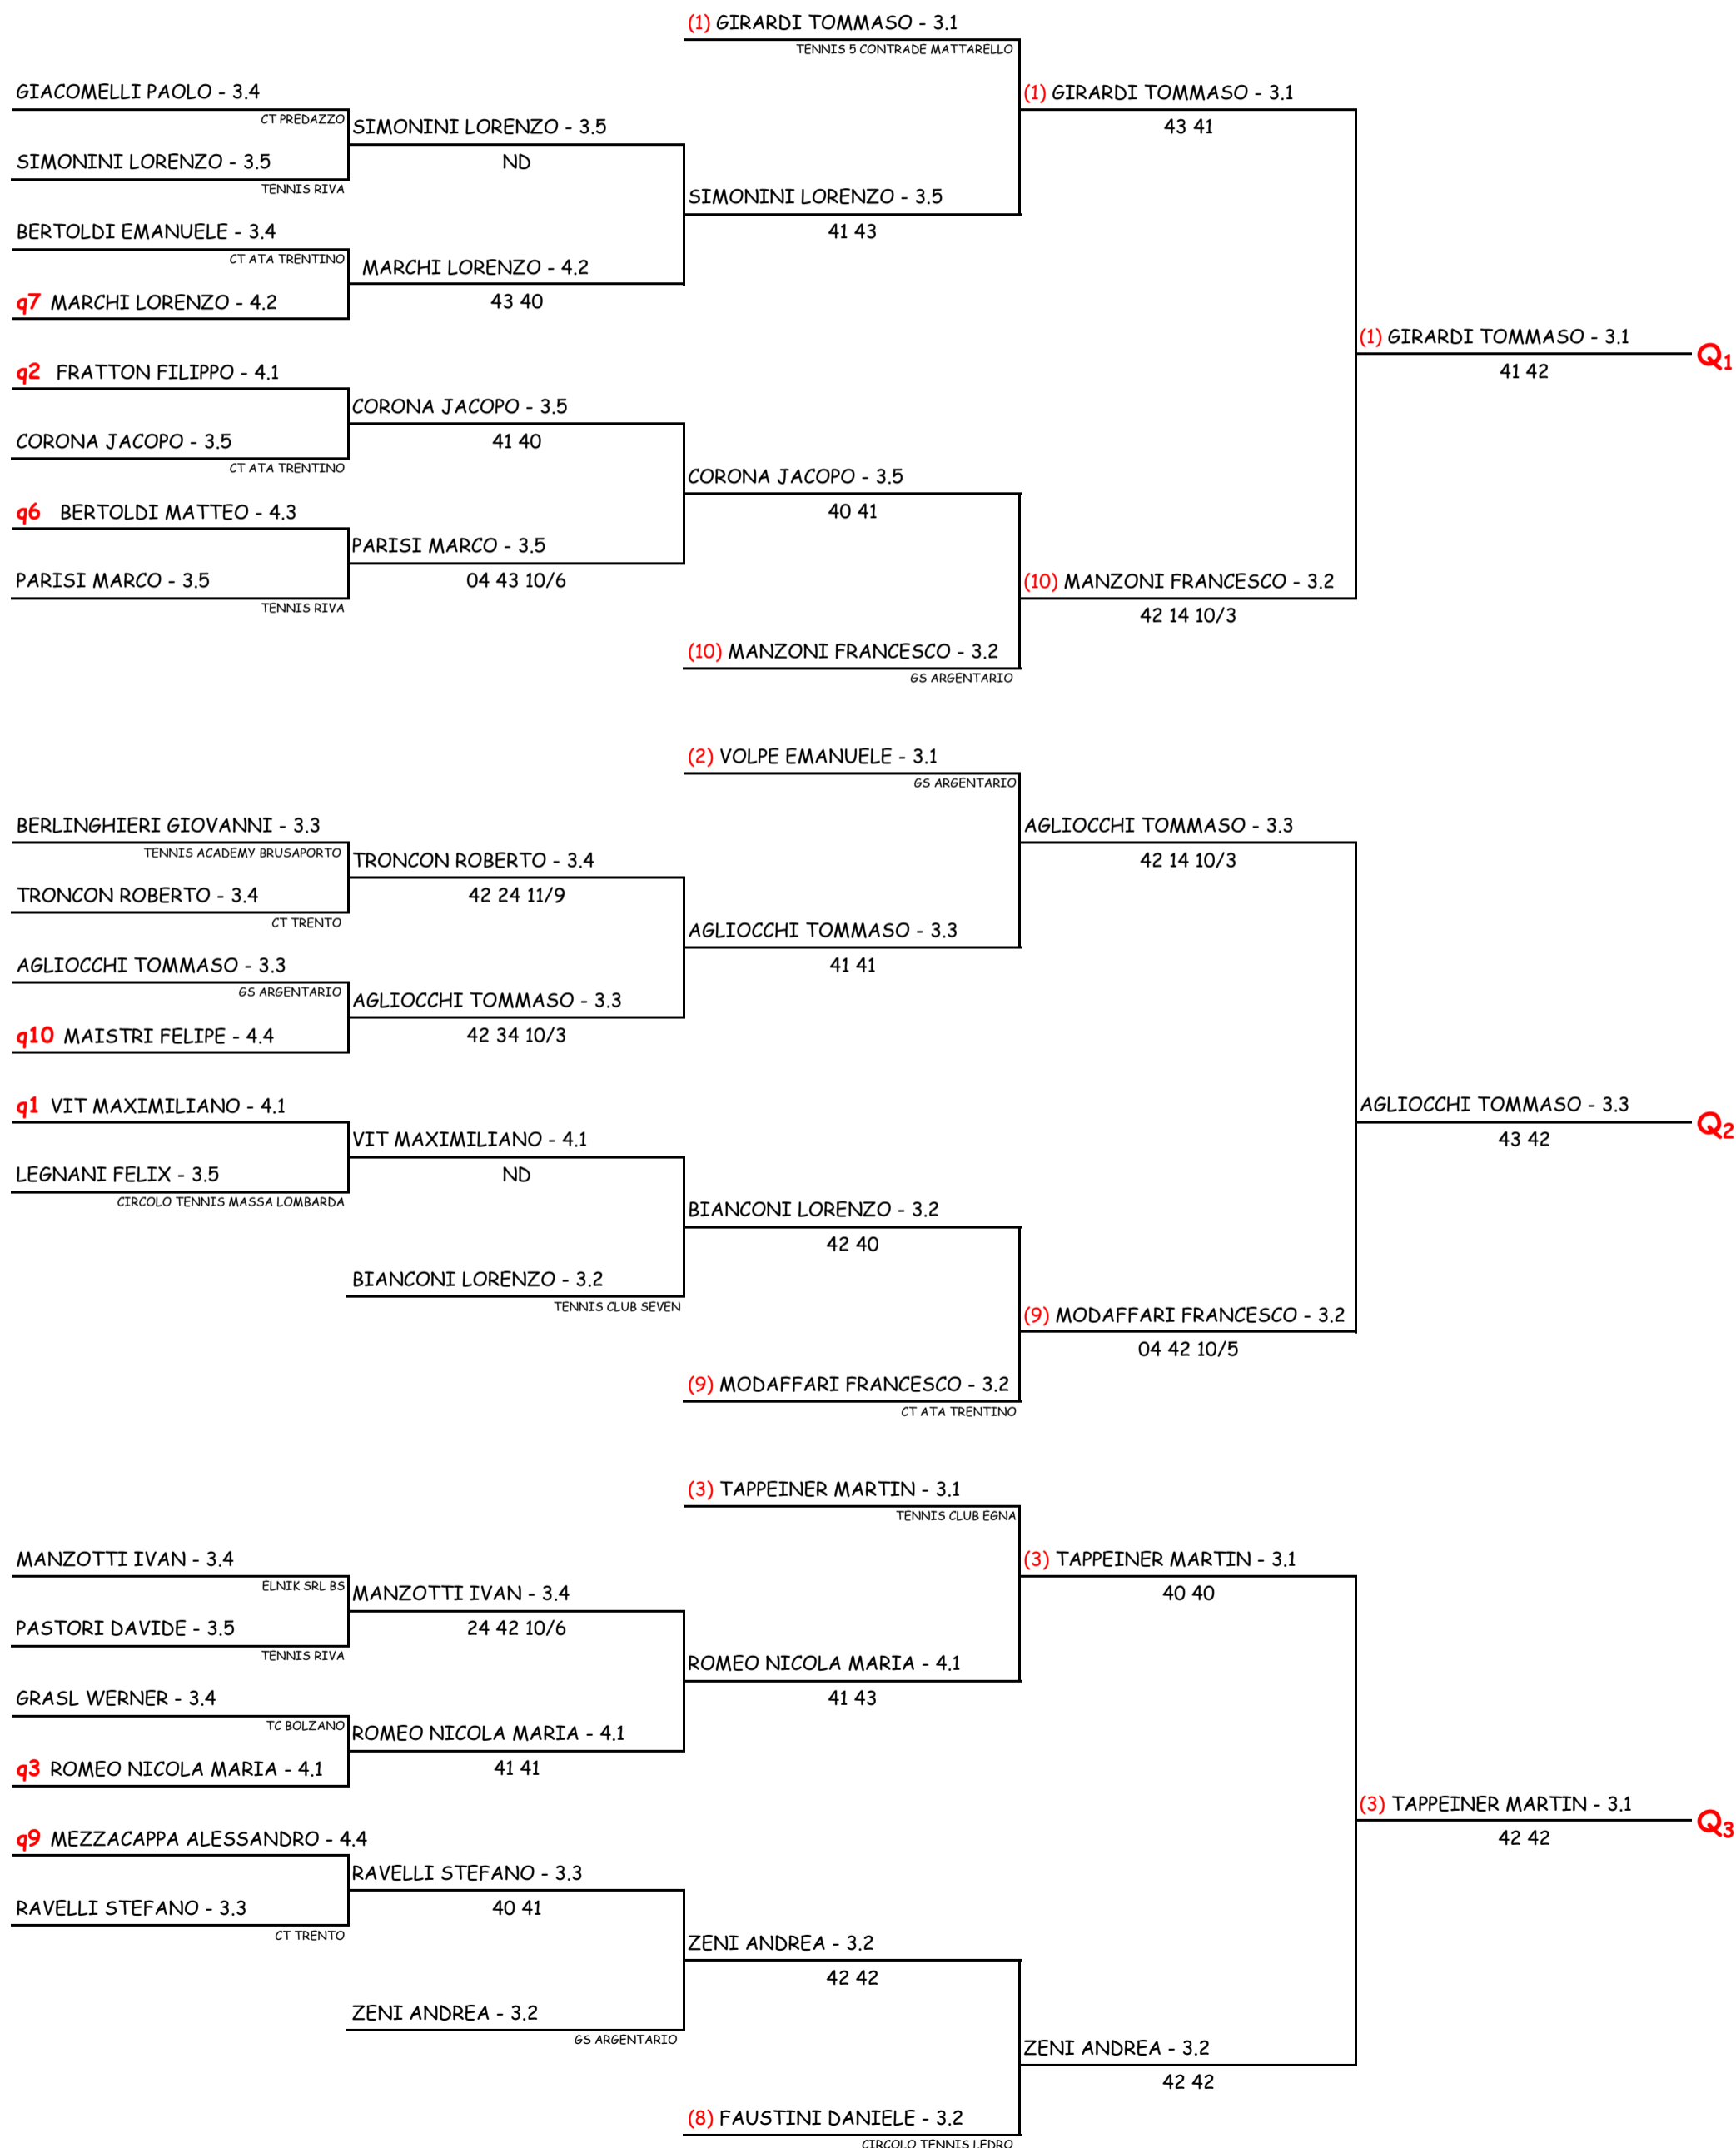 (1) GIRARDI TOMMASO - 3.1
TENNIS 5 CONTRADE MATTARELLO
GIACOMELLI PAOLO - 3.4
(1) GIRARDI TOMMASO - 3.1
CT PREDAZZO
SIMONINI LORENZO - 3.5
43 41
SIMONINI LORENZO - 3.5
ND
TENNIS RIVA
SIMONINI LORENZO - 3.5
BERTOLDI EMANUELE - 3.4
41 43
CT ATA TRENTINO
MARCHI LORENZO - 4.2
q7 MARCHI LORENZO - 4.2
43 40
(1) GIRARDI TOMMASO - 3.1
Q1
q2 FRATTON FILIPPO - 4.1
41 42
CORONA JACOPO - 3.5
CORONA JACOPO - 3.5
41 40
CT ATA TRENTINO
CORONA JACOPO - 3.5
q6 BERTOLDI MATTEO - 4.3
40 41
PARISI MARCO - 3.5
PARISI MARCO - 3.5
04 43 10/6
(10) MANZONI FRANCESCO - 3.2
TENNIS RIVA
42 14 10/3
(10) MANZONI FRANCESCO - 3.2
GS ARGENTARIO
(2) VOLPE EMANUELE - 3.1
GS ARGENTARIO
BERLINGHIERI GIOVANNI - 3.3
AGLIOCCHI TOMMASO - 3.3
TENNIS ACADEMY BRUSAPORTO
TRONCON ROBERTO - 3.4
42 14 10/3
TRONCON ROBERTO - 3.4
42 24 11/9
CT TRENTO
AGLIOCCHI TOMMASO - 3.3
AGLIOCCHI TOMMASO - 3.3
41 41
GS ARGENTARIO
AGLIOCCHI TOMMASO - 3.3
q10 MAISTRI FELIPE - 4.4
42 34 10/3
q1 VIT MAXIMILIANO - 4.1
AGLIOCCHI TOMMASO - 3.3
Q2
VIT MAXIMILIANO - 4.1
43 42
LEGNANI FELIX - 3.5
ND
CIRCOLO TENNIS MASSA LOMBARDA
BIANCONI LORENZO - 3.2
42 40
BIANCONI LORENZO - 3.2
TENNIS CLUB SEVEN
(9) MODAFFARI FRANCESCO - 3.2
04 42 10/5
(9) MODAFFARI FRANCESCO - 3.2
CT ATA TRENTINO
(3) TAPPEINER MARTIN - 3.1
TENNIS CLUB EGNA
MANZOTTI IVAN - 3.4
(3) TAPPEINER MARTIN - 3.1
ELNIK SRL BS
MANZOTTI IVAN - 3.4
40 40
PASTORI DAVIDE - 3.5
24 42 10/6
TENNIS RIVA
ROMEO NICOLA MARIA - 4.1
GRASL WERNER - 3.4
41 43
TC BOLZANO
ROMEO NICOLA MARIA - 4.1
q3 ROMEO NICOLA MARIA - 4.1
41 41
(3) TAPPEINER MARTIN - 3.1
Q3
q9 MEZZACAPPA ALESSANDRO - 4.4
42 42
RAVELLI STEFANO - 3.3
RAVELLI STEFANO - 3.3
40 41
CT TRENTO
ZENI ANDREA - 3.2
42 42
ZENI ANDREA - 3.2
GS ARGENTARIO
ZENI ANDREA - 3.2
42 42
(8) FAUSTINI DANIELE - 3.2
CIRCOLO TENNIS LEDRO